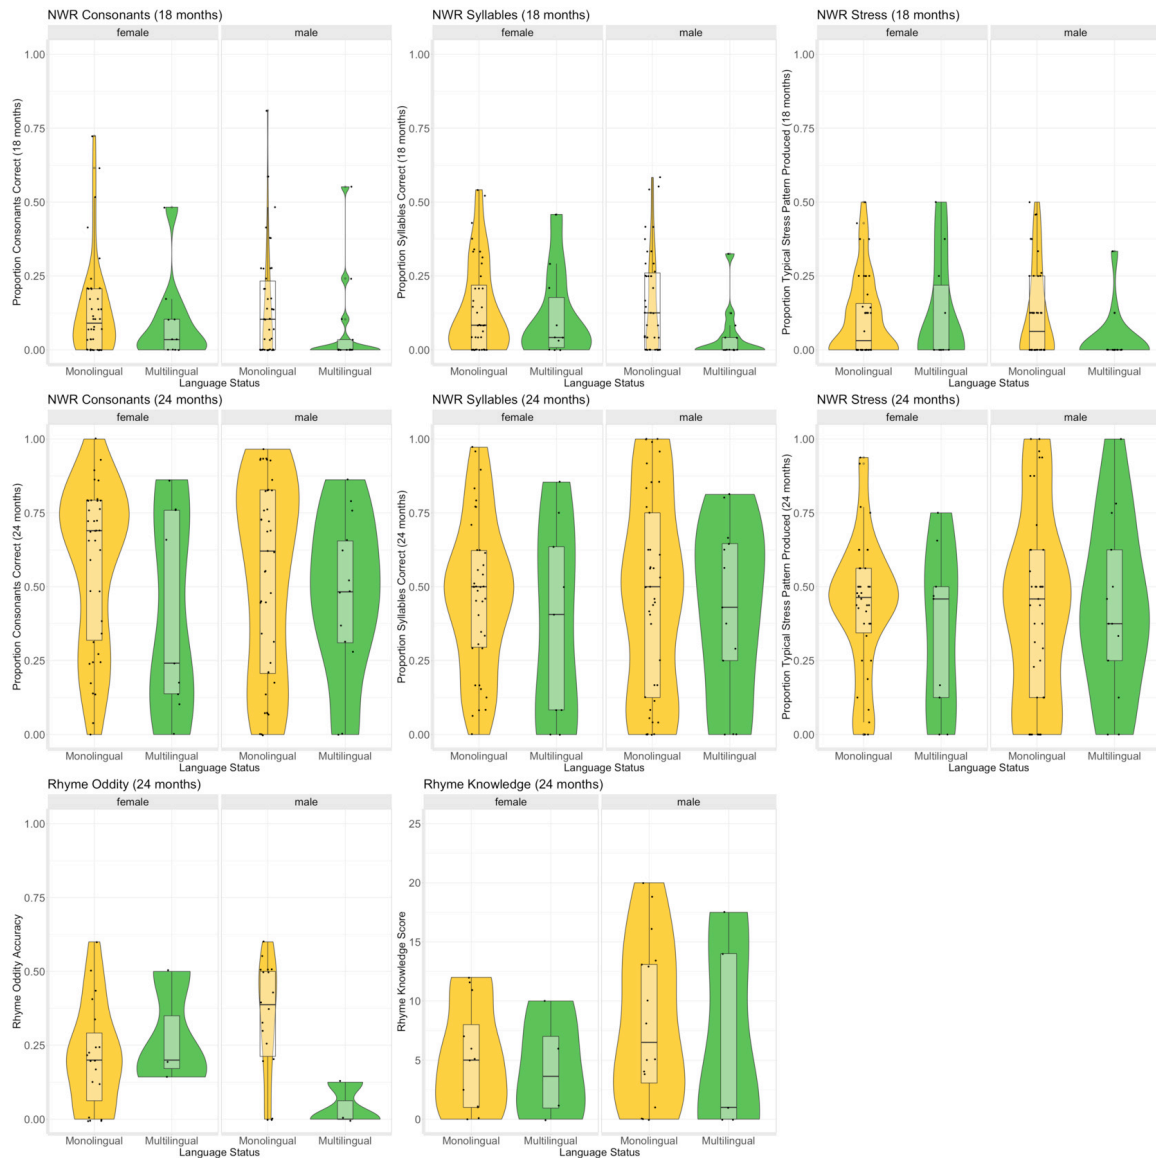 NWR Consonants (18 months)
female male
Proportion Consonants Correct (18 months)
1.00
0.75
0.50
0.25
0.00
Monolingual Multilingual Monolingual Multilingual
Language Status
NWR Syllables (18 months)
female male
Proportion Syllables Correct (18 months)
1.00
0.75
0.50
0.25
0.00
Monolingual Multilingual Monolingual Multilingual
Language Status
NWR Stress (18 months)
female male
Proportion Typical Stress Pattern Produced (18 months)
1.00
0.75
0.50
0.25
0.00
Monolingual Multilingual Monolingual Multilingual
Language Status
NWR Consonants (24 months)
female male
Proportion Consonants Correct (24 months)
1.00
0.75
0.50
0.25
0.00
Monolingual Multilingual Monolingual Multilingual
Language Status
NWR Syllables (24 months)
female male
Proportion Syllables Correct (24 months)
1.00
0.75
0.50
0.25
0.00
Monolingual Multilingual Monolingual Multilingual
Language Status
NWR Stress (24 months)
female male
Proportion Typical Stress Pattern Produced (24 months)
1.00
0.75
0.50
0.25
0.00
Monolingual Multilingual Monolingual Multilingual
Language Status
Rhyme Oddity (24 months)
female male
Rhyme Oddity Accuracy
1.00
0.75
0.50
0.25
0.00
Monolingual Multilingual Monolingual Multilingual
Language Status
Rhyme Knowledge (24 months)
female male
Rhyme Knowledge Score
25
20
15
10
5
0
Monolingual Multilingual Monolingual Multilingual
Language Status